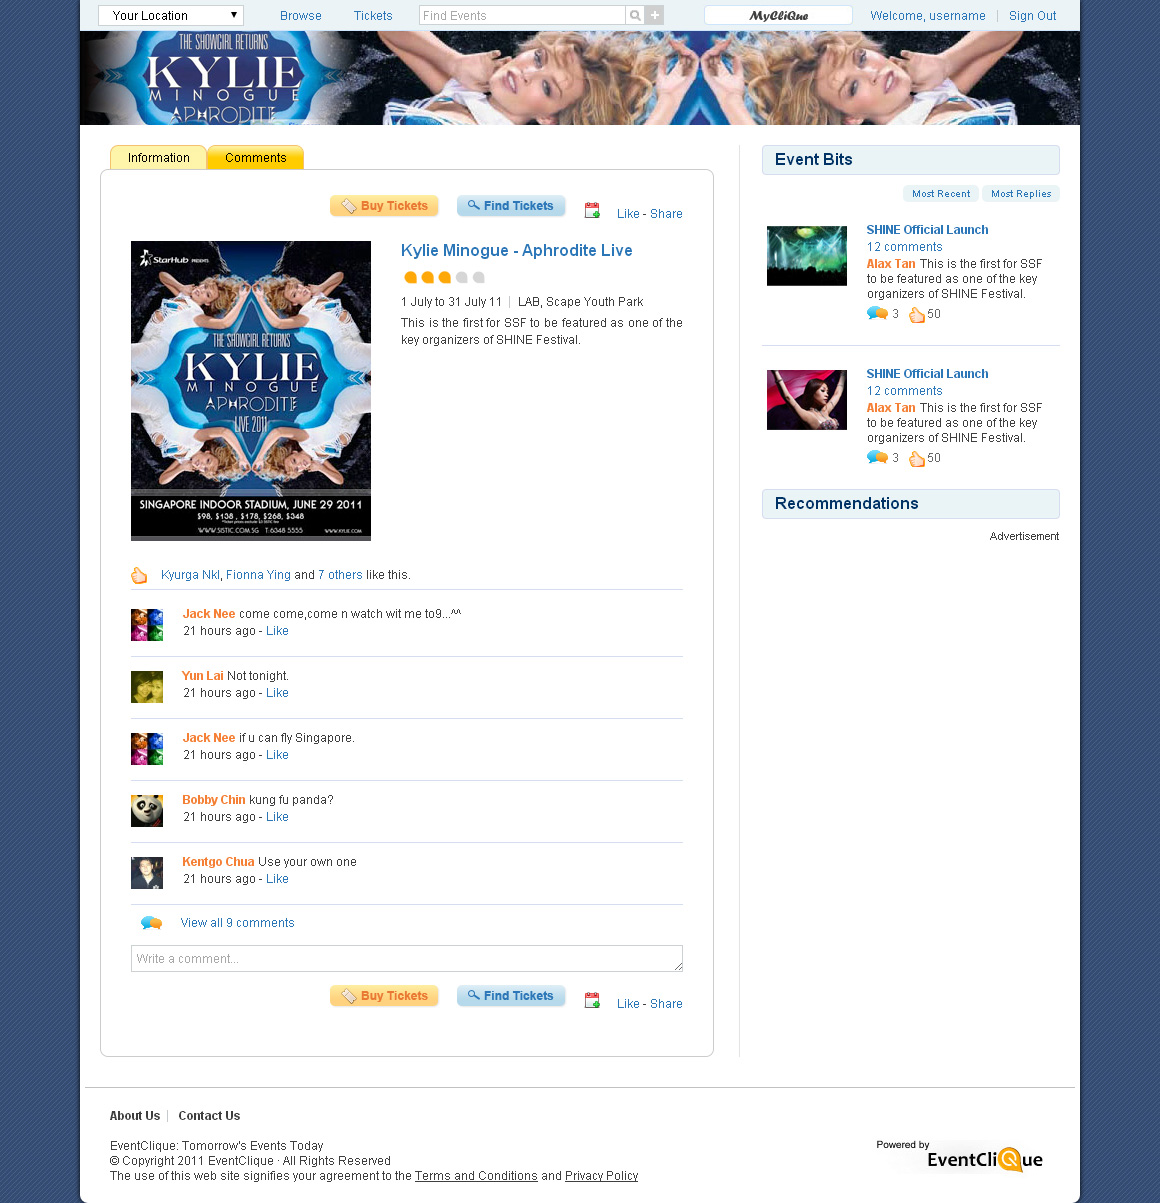 Your Location
Browse
Tickets
Find Events
MyCliQue
Welcome, username
Sign Out
THE SHOWGIRL RETURNS
KYLIE
MINOGUE
APHRODITE
Information
Comments
Buy Tickets
Find Tickets
Like - Share
StarHub PRESENTS
THE SHOWGIRL RETURNS
KYLIE
MINOGUE
APHRODITE
LIVE 2011
SINGAPORE INDOOR STADIUM, JUNE 29 2011
$98, $138, $178, $268, $348
WWW.SISTIC.COM.SG T.6348 5555 WWW.KYLIE.COM
Kylie Minogue - Aphrodite Live
1 July to 31 July 11 | LAB, Scape Youth Park
This is the first for SSF to be featured as one of the
key organizers of SHINE Festival.
Kyurga Nkl, Fionna Ying and 7 others like this.
Jack Nee come come,come n watch wit me to9...^^
21 hours ago - Like
Yun Lai Not tonight.
21 hours ago - Like
Jack Nee if u can fly Singapore.
21 hours ago - Like
Bobby Chin kung fu panda?
21 hours ago - Like
Kentgo Chua Use your own one
21 hours ago - Like
View all 9 comments
Write a comment...
Buy Tickets
Find Tickets
Like - Share
Event Bits
Most Recent
Most Replies
SHINE Official Launch
12 comments
Alax Tan This is the first for SSF
to be featured as one of the key
organizers of SHINE Festival.
3 50
SHINE Official Launch
12 comments
Alax Tan This is the first for SSF
to be featured as one of the key
organizers of SHINE Festival.
3 50
Recommendations
Advertisement
About Us | Contact Us
EventClique: Tomorrow's Events Today
© Copyright 2011 EventClique · All Rights Reserved
The use of this web site signifies your agreement to the Terms and Conditions and Privacy Policy
Powered by
EventCliQue